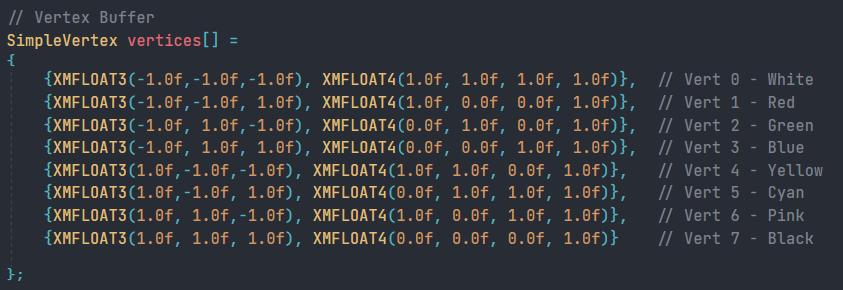 // Vertex Buffer
SimpleVertex vertices[] =
{
    {XMFLOAT3(-1.0f,-1.0f,-1.0f), XMFLOAT4(1.0f, 1.0f, 1.0f, 1.0f)},  // Vert 0 - White
    {XMFLOAT3(-1.0f,-1.0f, 1.0f), XMFLOAT4(1.0f, 0.0f, 0.0f, 1.0f)},  // Vert 1 - Red
    {XMFLOAT3(-1.0f, 1.0f,-1.0f), XMFLOAT4(0.0f, 1.0f, 0.0f, 1.0f)},  // Vert 2 - Green
    {XMFLOAT3(-1.0f, 1.0f, 1.0f), XMFLOAT4(0.0f, 0.0f, 1.0f, 1.0f)},  // Vert 3 - Blue
    {XMFLOAT3(1.0f,-1.0f,-1.0f), XMFLOAT4(1.0f, 1.0f, 0.0f, 1.0f)},   // Vert 4 - Yellow
    {XMFLOAT3(1.0f,-1.0f, 1.0f), XMFLOAT4(0.0f, 1.0f, 1.0f, 1.0f)},   // Vert 5 - Cyan
    {XMFLOAT3(1.0f, 1.0f,-1.0f), XMFLOAT4(1.0f, 0.0f, 1.0f, 1.0f)},   // Vert 6 - Pink
    {XMFLOAT3(1.0f, 1.0f, 1.0f), XMFLOAT4(0.0f, 0.0f, 0.0f, 1.0f)}    // Vert 7 - Black
};